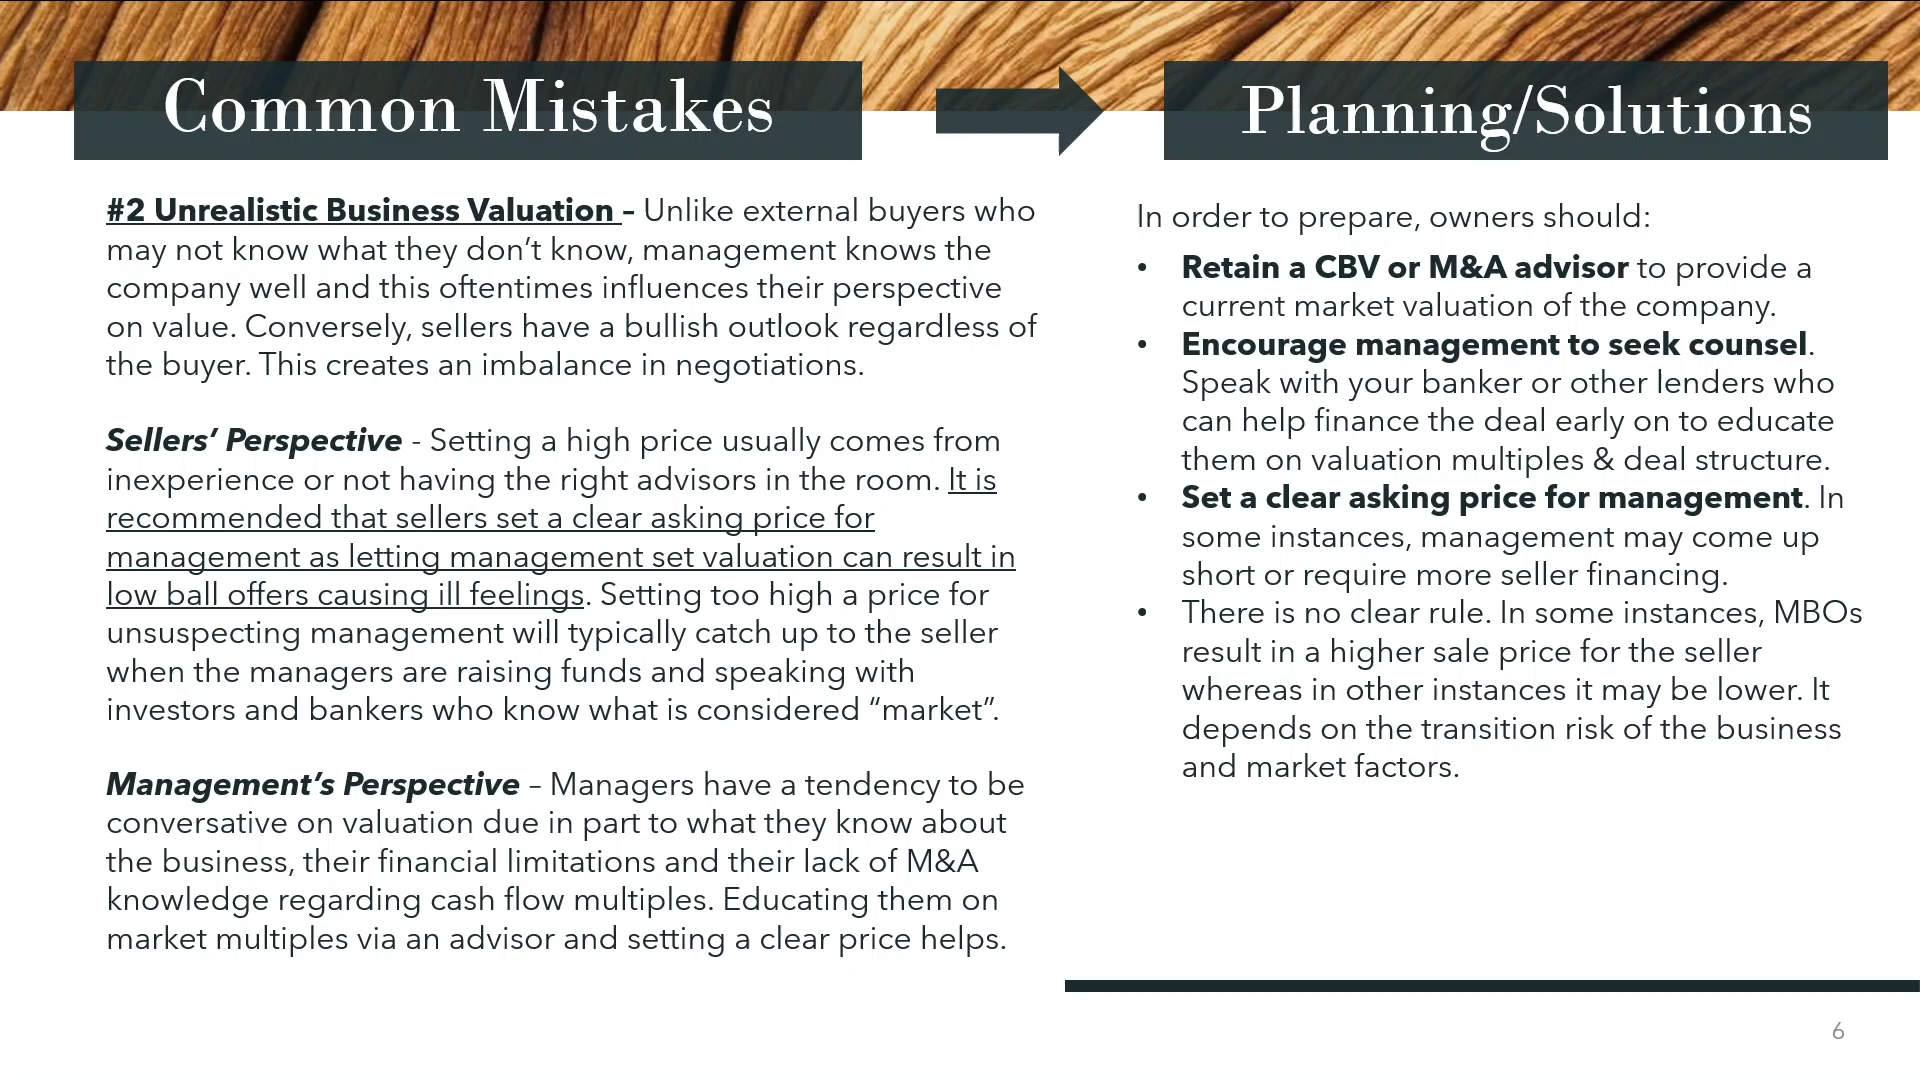 Common Mistakes
Planning/Solutions
#2 Unrealistic Business Valuation – Unlike external buyers who
may not know what they don’t know, management knows the
company well and this oftentimes influences their perspective
on value. Conversely, sellers have a bullish outlook regardless of
the buyer. This creates an imbalance in negotiations.
Sellers’ Perspective - Setting a high price usually comes from
inexperience or not having the right advisors in the room. It is
recommended that sellers set a clear asking price for
management as letting management set valuation can result in
low ball offers causing ill feelings. Setting too high a price for
unsuspecting management will typically catch up to the seller
when the managers are raising funds and speaking with
investors and bankers who know what is considered “market”.
Management’s Perspective – Managers have a tendency to be
conversative on valuation due in part to what they know about
the business, their financial limitations and their lack of M&A
knowledge regarding cash flow multiples. Educating them on
market multiples via an advisor and setting a clear price helps.
In order to prepare, owners should:
• Retain a CBV or M&A advisor to provide a
current market valuation of the company.
• Encourage management to seek counsel.
Speak with your banker or other lenders who
can help finance the deal early on to educate
them on valuation multiples & deal structure.
• Set a clear asking price for management. In
some instances, management may come up
short or require more seller financing.
• There is no clear rule. In some instances, MBOs
result in a higher sale price for the seller
whereas in other instances it may be lower. It
depends on the transition risk of the business
and market factors.
6